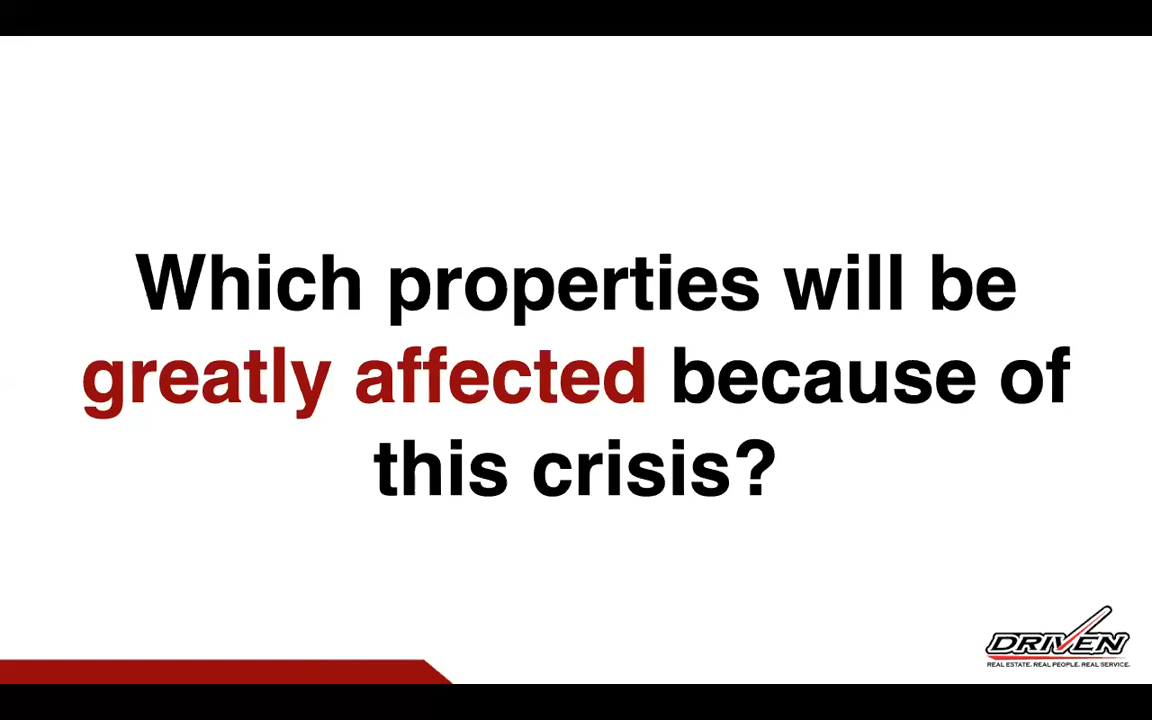 Which properties will be
greatly affected because of
this crisis?
DRIVEN
REAL ESTATE. REAL PEOPLE. REAL SERVICE.